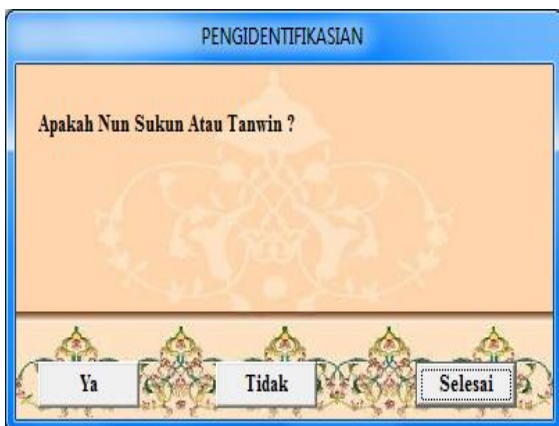 PENGIDENTIFIKASIAN
Apakah Nun Sukun Atau Tanwin ?
Ya
Tidak
Selesai